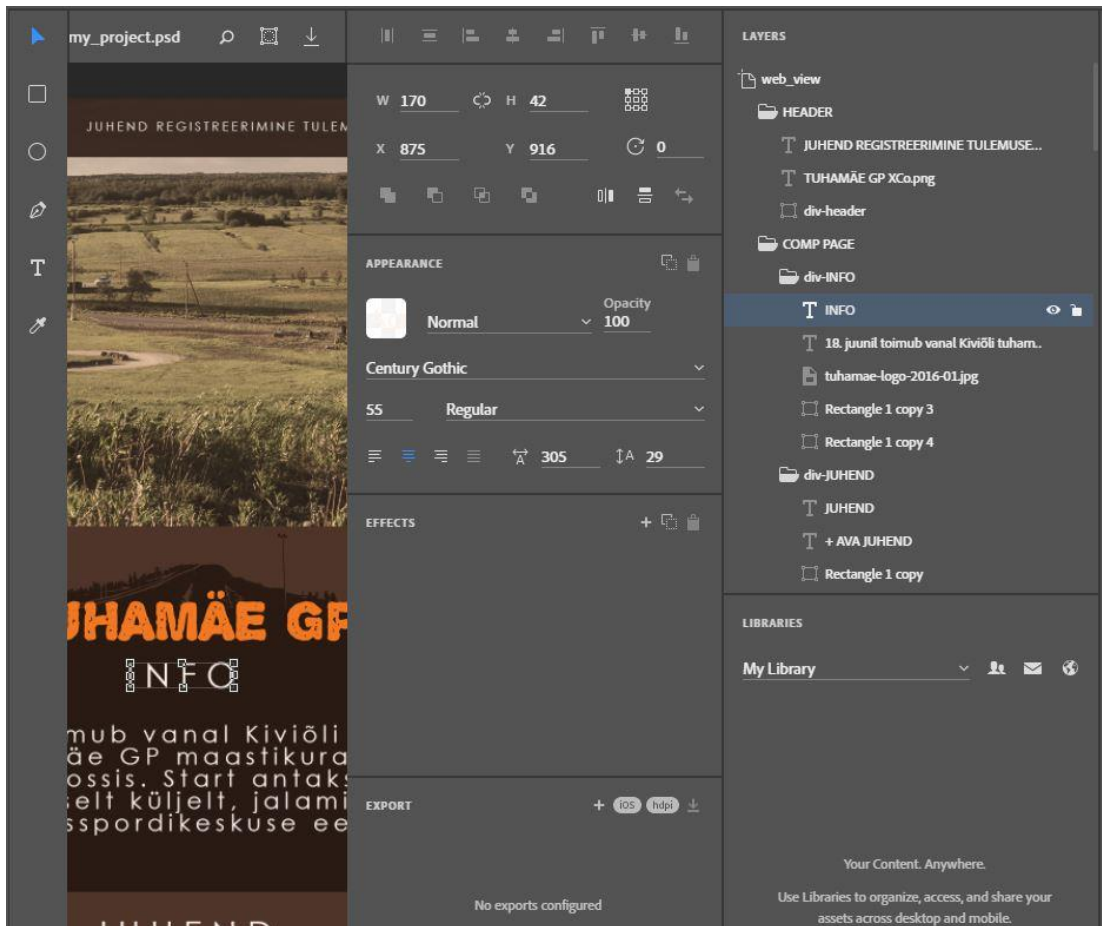 my_project.psd
JUHEND REGISTREERIMINE TULEM
UHAMÄE GP
INFO
mub vanal Kiviõli
äe GP maastikura
ossis. Start antaks
selt küljelt, jalami
sspordikeskuse ee
JUHEND
W 170 H 42
X 875 Y 916 0
APPEARANCE
Opacity
Normal 100
Century Gothic
55 Regular
A 305 A 29
EFFECTS
EXPORT + iOS hdpi
No exports configured
LAYERS
web_view
HEADER
T JUHEND REGISTREERIMINE TULEMUSE...
T TUHAMÄE GP XCo.png
div-header
COMP PAGE
div-INFO
T INFO
T 18. juunil toimub vanal Kiviõli tuham..
tuhamae-logo-2016-01.jpg
Rectangle 1 copy 3
Rectangle 1 copy 4
div-JUHEND
T JUHEND
T + AVA JUHEND
Rectangle 1 copy
LIBRARIES
My Library
Your Content. Anywhere.
Use Libraries to organize, access, and share your
assets across desktop and mobile.